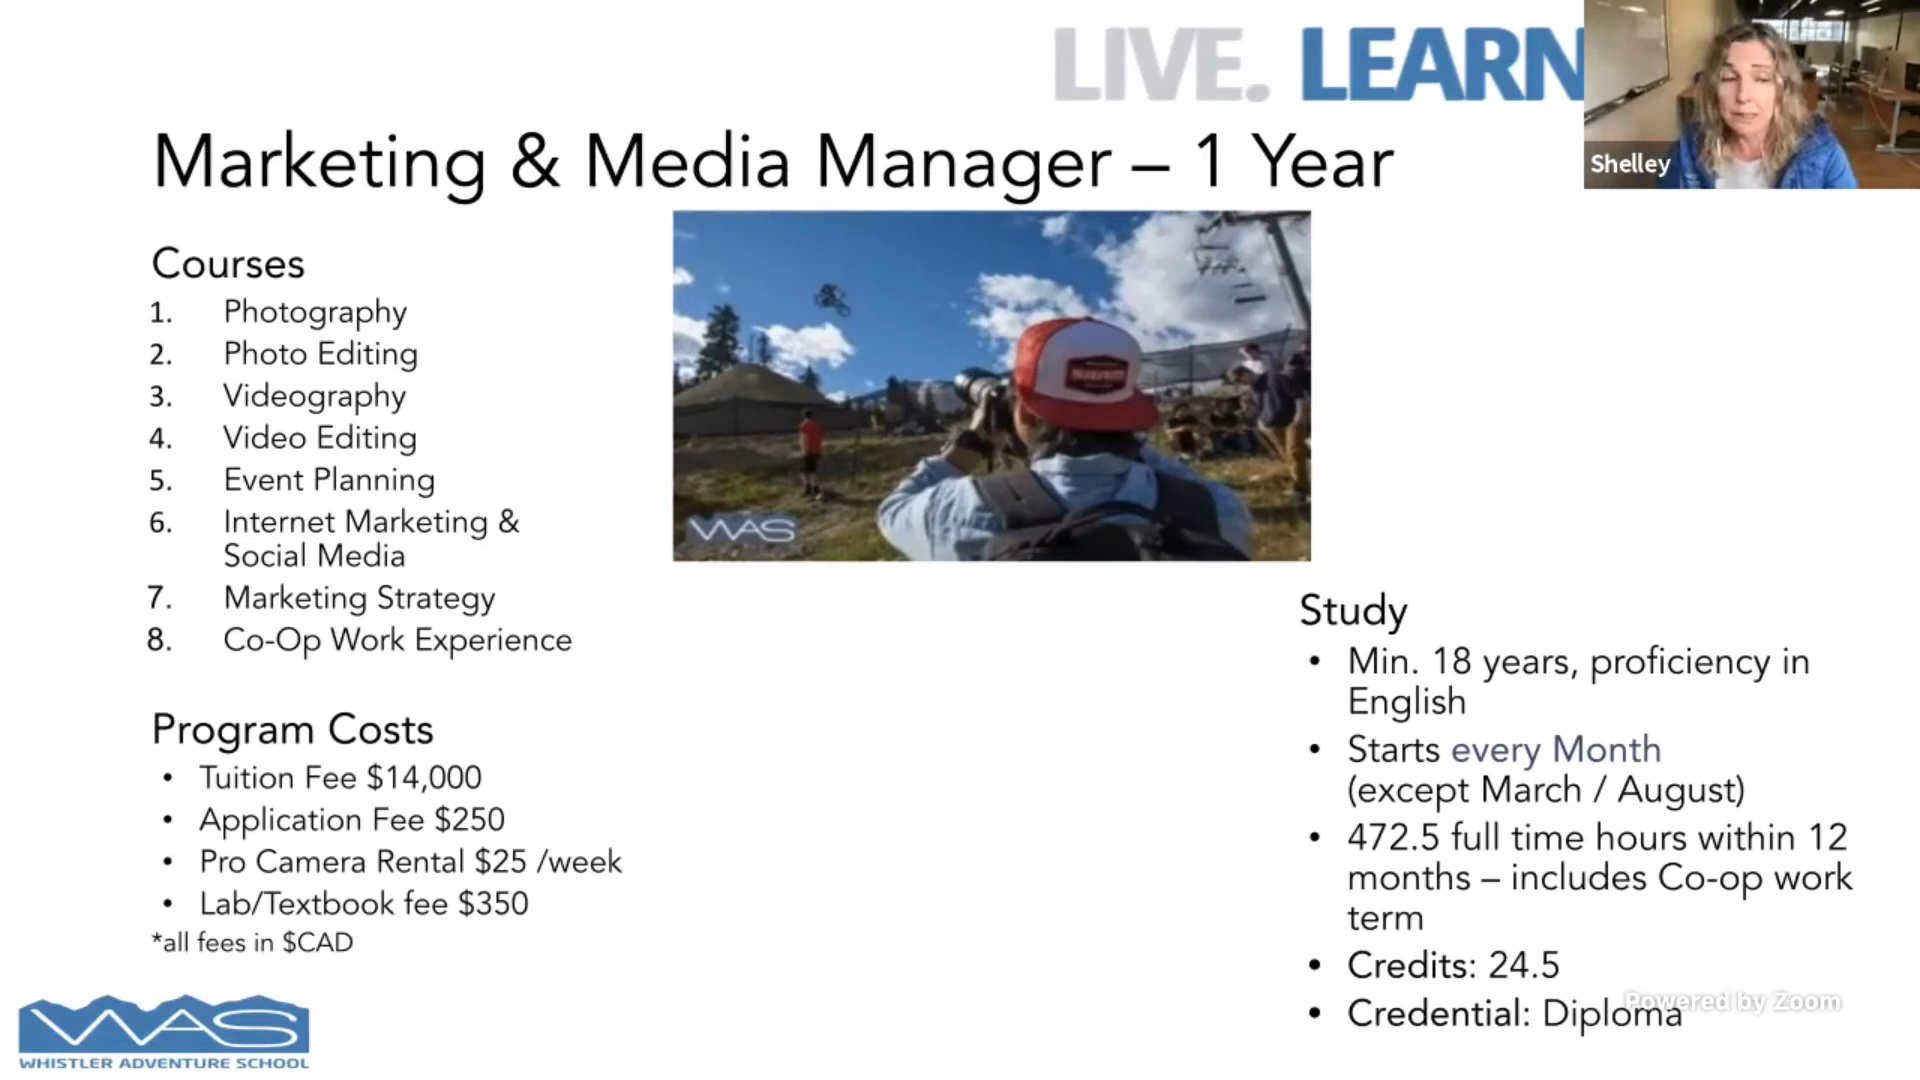 LIVE. LEARN
Shelley
Marketing & Media Manager – 1 Year
Courses
1. Photography
2. Photo Editing
3. Videography
4. Video Editing
5. Event Planning
6. Internet Marketing &
Social Media
7. Marketing Strategy
8. Co-Op Work Experience
Program Costs
• Tuition Fee $14,000
• Application Fee $250
• Pro Camera Rental $25 /week
• Lab/Textbook fee $350
*all fees in $CAD
WAS
WHISTLER ADVENTURE SCHOOL
WAS
Study
• Min. 18 years, proficiency in
English
• Starts every Month
(except March / August)
• 472.5 full time hours within 12
months – includes Co-op work
term
• Credits: 24.5
• Credential: Diploma
Powered by Zoom